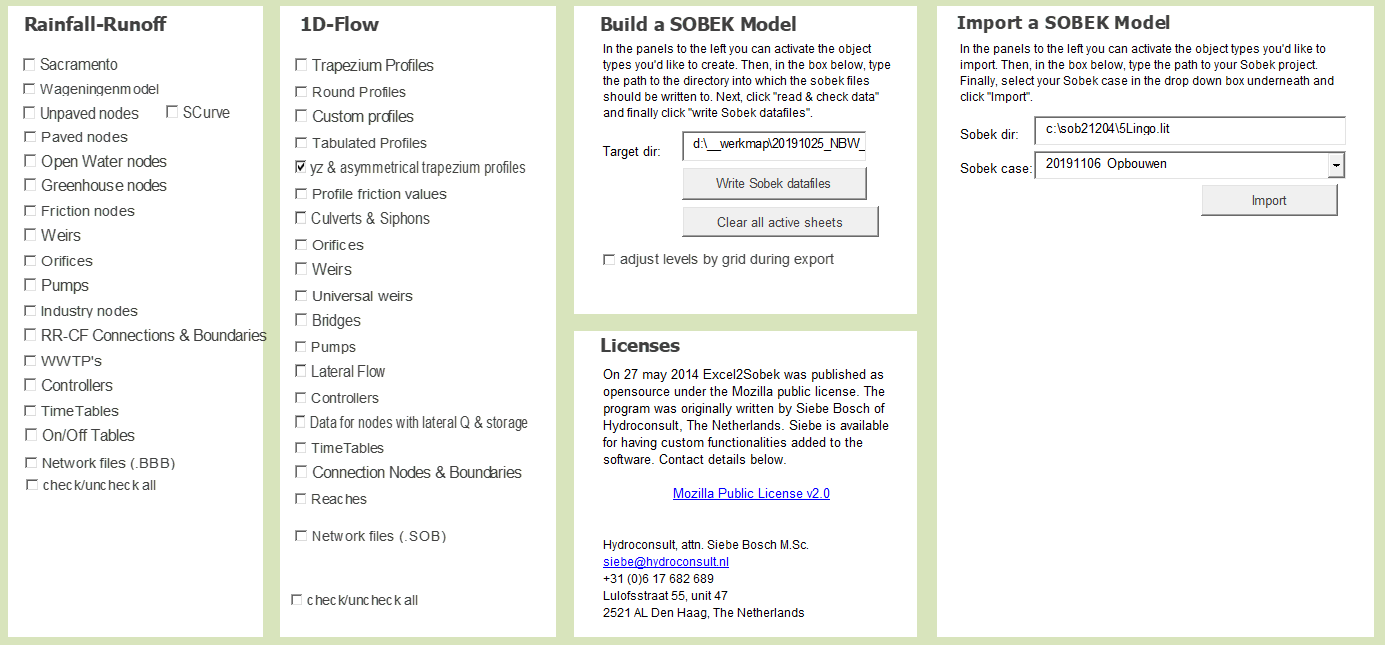 Rainfall-Runoff
Sacramento
Wageningenmodel
Unpaved nodes SCurve
Paved nodes
Open Water nodes
Greenhouse nodes
Friction nodes
Weirs
Orifices
Pumps
Industry nodes
RR-CF Connections & Boundaries
WWTP's
Controllers
TimeTables
On/Off Tables
Network files (.BBB)
check/uncheck all
1D-Flow
Trapezium Profiles
Round Profiles
Custom profiles
Tabulated Profiles
yz & asymmetrical trapezium profiles
Profile friction values
Culverts & Siphons
Orifices
Weirs
Universal weirs
Bridges
Pumps
Lateral Flow
Controllers
Data for nodes with lateral Q & storage
TimeTables
Connection Nodes & Boundaries
Reaches
Network files (.SOB)
check/uncheck all
Build a SOBEK Model
In the panels to the left you can activate the object
types you'd like to create. Then, in the box below, type
the path to the directory into which the sobek files
should be written to. Next, click "read & check data"
and finally click "write Sobek datafiles".
Target dir: d:\__werkmap\20191025_NBW_
Write Sobek datafiles
Clear all active sheets
adjust levels by grid during export
Licenses
On 27 may 2014 Excel2Sobek was published as
opensource under the Mozilla public license. The
program was originally written by Siebe Bosch of
Hydroconsult, The Netherlands. Siebe is available
for having custom functionalities added to the
software. Contact details below.
Mozilla Public License v2.0
Hydroconsult, attn. Siebe Bosch M.Sc.
siebe@hydroconsult.nl
+31 (0)6 17 682 689
Lulofsstraat 55, unit 47
2521 AL Den Haag, The Netherlands
Import a SOBEK Model
In the panels to the left you can activate the object types you'd like to
import. Then, in the box below, type the path to your Sobek project.
Finally, select your Sobek case in the drop down box underneath and
click "Import".
Sobek dir: c:\sob21204\5Lingo.lit
Sobek case: 20191106 Opbouwen
Import